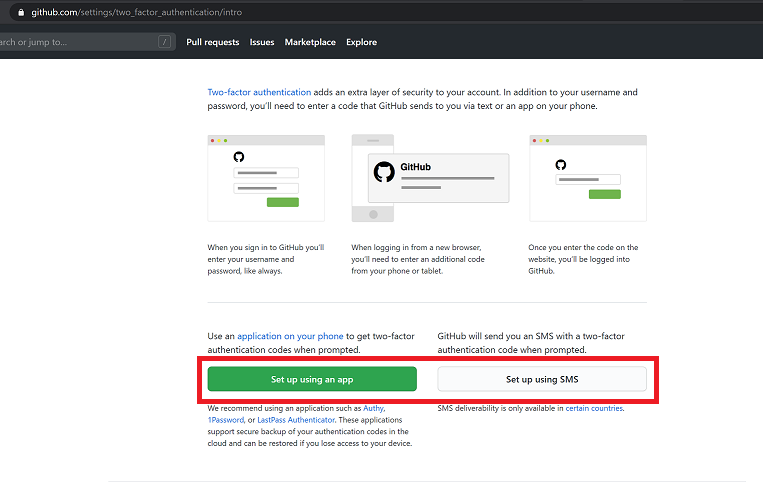 github.com/settings/two_factor_authentication/intro
arch or jump to...
/
Pull requests Issues Marketplace Explore
Two-factor authentication adds an extra layer of security to your account. In addition to your username and
password, you'll need to enter a code that GitHub sends to you via text or an app on your phone.
GitHub
When you sign in to GitHub you'll
enter your username and
password, like always.
When logging in from a new browser,
you'll need to enter an additional code
from your phone or tablet.
Once you enter the code on the
website, you'll be logged into
GitHub.
Use an application on your phone to get two-factor
authentication codes when prompted.
Set up using an app
We recommend using an application such as Authy,
1Password, or LastPass Authenticator. These applications
support secure backup of your authentication codes in the
cloud and can be restored if you lose access to your device.
GitHub will send you an SMS with a two-factor
authentication code when prompted.
Set up using SMS
SMS deliverability is only available in certain countries.